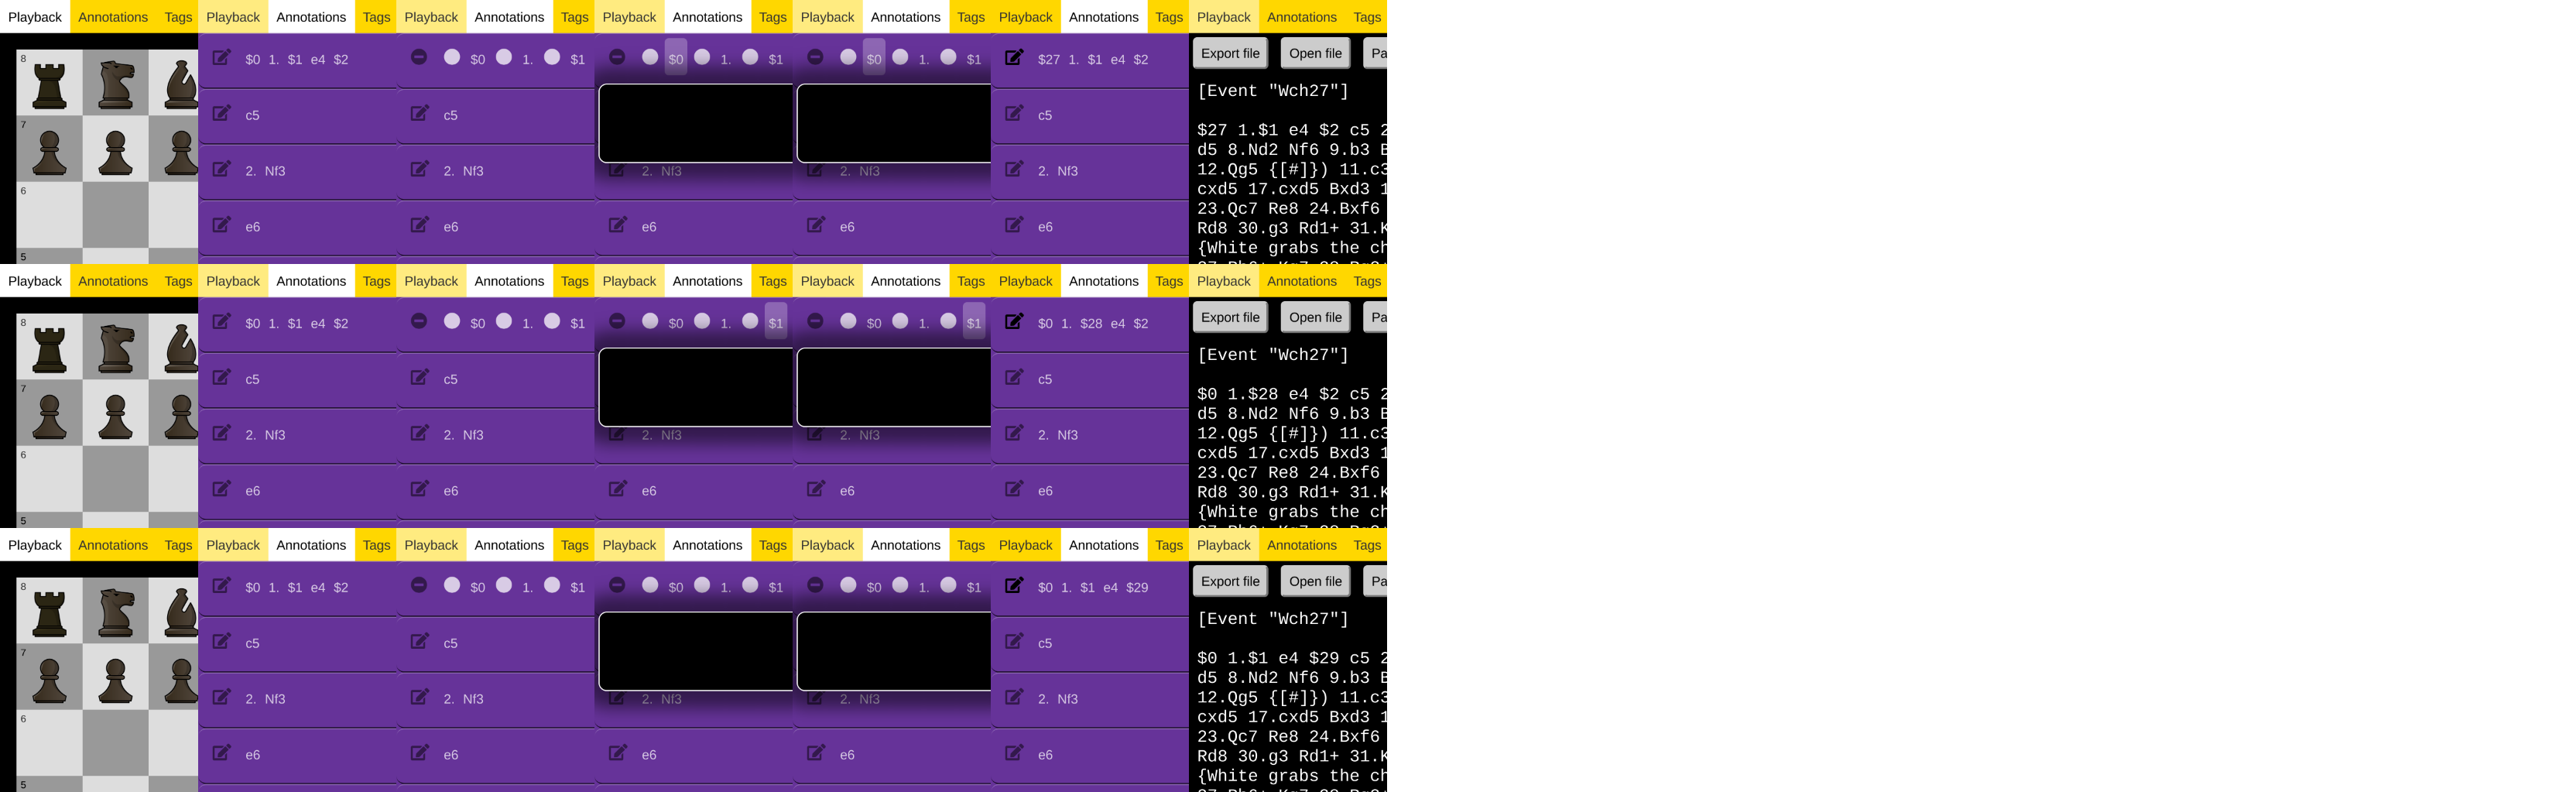 Playback Annotations Tags Playback Annotations Tags Playback Annotations Tags Playback Annotations Tags Playback Annotations Tags Playback Annotations Tags Playback Annotations Tags
8
7
6
5
$0 1. $1 e4 $2
c5
2. Nf3
e6
$0 1. $1
c5
2. Nf3
e6
$0 1. $1
2. Nf3
e6
$0 1. $1
2. Nf3
e6
$27 1. $1 e4 $2
c5
2. Nf3
e6
Export file Open file Pa
[Event "Wch27"]
$27 1.$1 e4 $2 c5 2
d5 8.Nd2 Nf6 9.b3 B
12.Qg5 {[#]}) 11.c3
cxd5 17.cxd5 Bxd3 1
23.Qc7 Re8 24.Bxf6
Rd8 30.g3 Rd1+ 31.K
{White grabs the ch
Playback Annotations Tags Playback Annotations Tags Playback Annotations Tags Playback Annotations Tags Playback Annotations Tags Playback Annotations Tags Playback Annotations Tags
8
7
6
5
$0 1. $1 e4 $2
c5
2. Nf3
e6
$0 1. $1
c5
2. Nf3
e6
$0 1. $1
2. Nf3
e6
$0 1. $1
2. Nf3
e6
$0 1. $28 e4 $2
c5
2. Nf3
e6
Export file Open file Pa
[Event "Wch27"]
$0 1.$28 e4 $2 c5 2
d5 8.Nd2 Nf6 9.b3 B
12.Qg5 {[#]}) 11.c3
cxd5 17.cxd5 Bxd3 1
23.Qc7 Re8 24.Bxf6
Rd8 30.g3 Rd1+ 31.K
{White grabs the ch
Playback Annotations Tags Playback Annotations Tags Playback Annotations Tags Playback Annotations Tags Playback Annotations Tags Playback Annotations Tags Playback Annotations Tags
8
7
6
5
$0 1. $1 e4 $2
c5
2. Nf3
e6
$0 1. $1
c5
2. Nf3
e6
$0 1. $1
2. Nf3
e6
$0 1. $1
2. Nf3
e6
$0 1. $1 e4 $29
c5
2. Nf3
e6
Export file Open file Pa
[Event "Wch27"]
$0 1.$1 e4 $29 c5 2
d5 8.Nd2 Nf6 9.b3 B
12.Qg5 {[#]}) 11.c3
cxd5 17.cxd5 Bxd3 1
23.Qc7 Re8 24.Bxf6
Rd8 30.g3 Rd1+ 31.K
{White grabs the ch